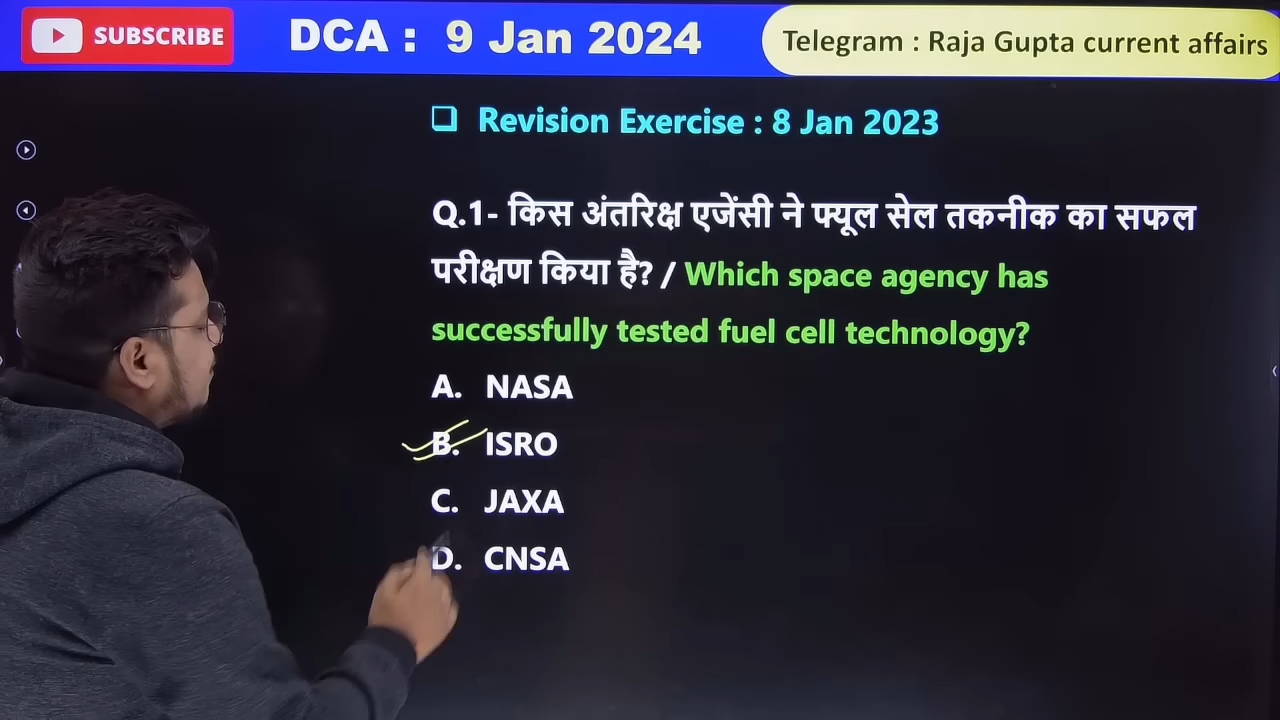 SUBSCRIBE
DCA : 9 Jan 2024
Telegram : Raja Gupta current affairs
❑ Revision Exercise : 8 Jan 2023
Q.1- किस अंतरिक्ष एजेंसी ने फ्यूल सेल तकनीक का सफल
परीक्षण किया है? / Which space agency has
successfully tested fuel cell technology?
A. NASA
B. ISRO
C. JAXA
D. CNSA